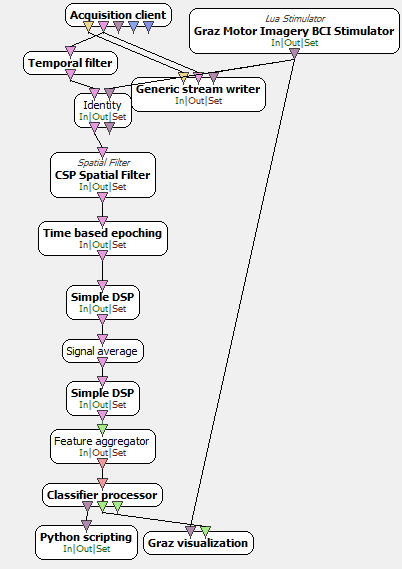 Acquisition client
Lua Stimulator
Graz Motor Imagery BCI Stimulator
In|Out|Set
Temporal filter
In|Out|Set
Generic stream writer
In|Out|Set
Identity
In|Out|Set
Spatial Filter
CSP Spatial Filter
In|Out|Set
Time based epoching
In|Out|Set
Simple DSP
In|Out|Set
Signal average
Simple DSP
In|Out|Set
Feature aggregator
In|Out|Set
Classifier processor
Python scripting
In|Out|Set
Graz visualization